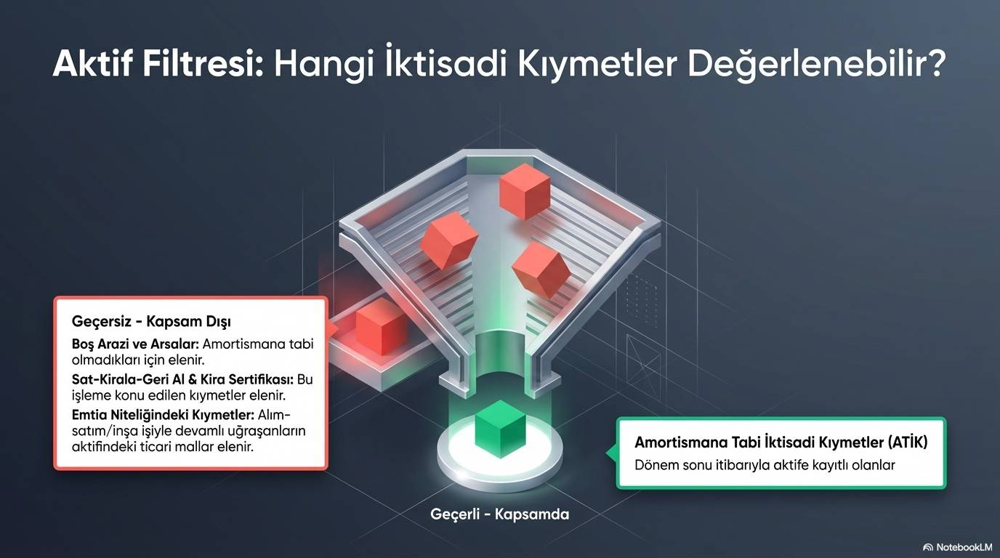 Aktif Filtresi: Hangi İktisadi Kıymetler Değerlenebilir?
Geçersiz - Kapsam Dışı
Boş Arazi ve Arsalar: Amortismana tabi
olmadıkları için elenir.
Sat-Kirala-Geri Al & Kira Sertifikası: Bu
işleme konu edilen kıymetler elenir.
Emtia Niteliğindeki Kıymetler: Alım-
satım/inşa işiyle devamlı uğraşanların
aktifindeki ticari mallar elenir.
Amortismana Tabi İktisadi Kıymetler (ATİK)
Dönem sonu itibarıyla aktife kayıtlı olanlar
Geçerli - Kapsamda
NotebookLM